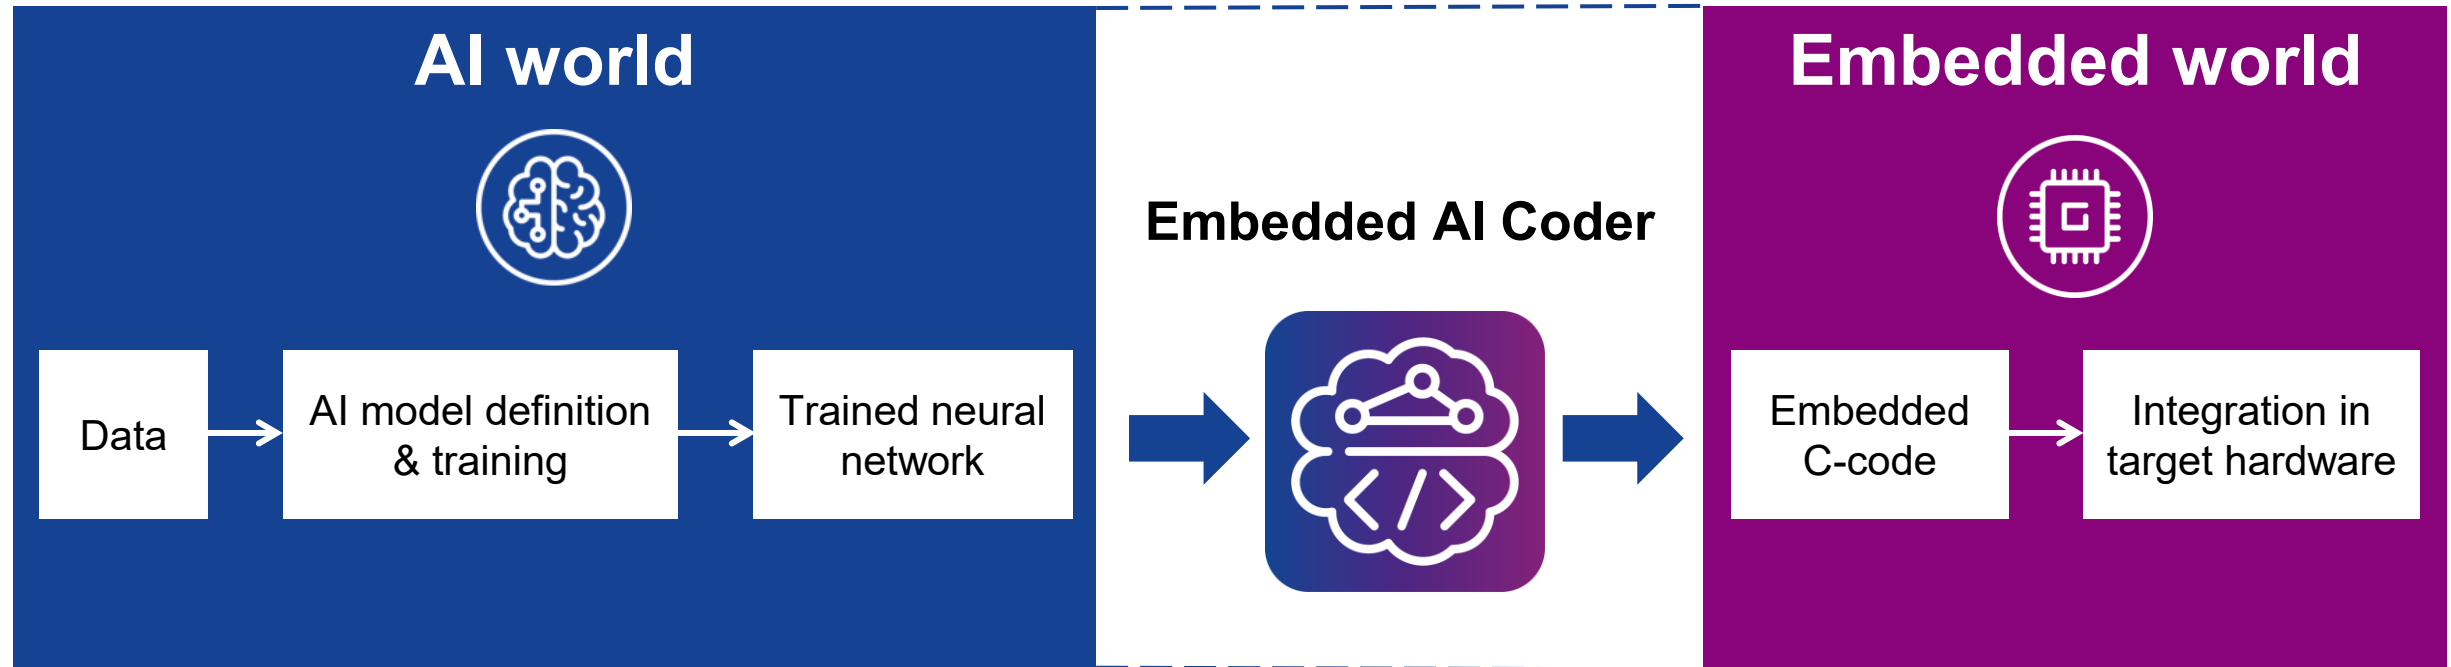 AI world
Data
AI model definition
& training
Trained neural
network
Embedded AI Coder
Embedded world
Embedded
C-code
Integration in
target hardware